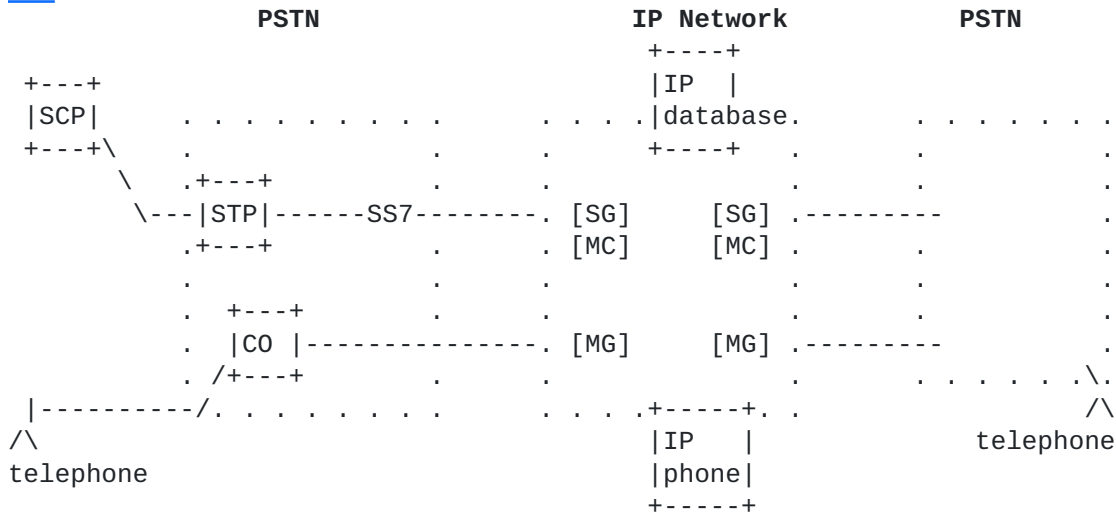 PSTN                    IP Network           PSTN
                                      +----+
 +---+                                |IP  |
 |SCP|     . . . . . . . . .      . . . .|database.       . . . . . . .
 +---+\    .               .      .      +----+   .       .           .
       \   .+---+          .      .               .       .           .
        \---|STP|------SS7--------. [SG]     [SG] .---------          .
           .+---+          .      . [MC]     [MC] .       .           .
           .               .      .               .       .           .
           .  +---+        .      .               .       .           .
           .  |CO |---------------. [MG]     [MG] .---------          .
           . /+---+        .      .               .       . . . . . .\.
 |----------/. . . . . . . .      . . . .+-----+. .                  /\
/\                                       |IP   |              telephone
telephone                                |phone|
                                         +-----+